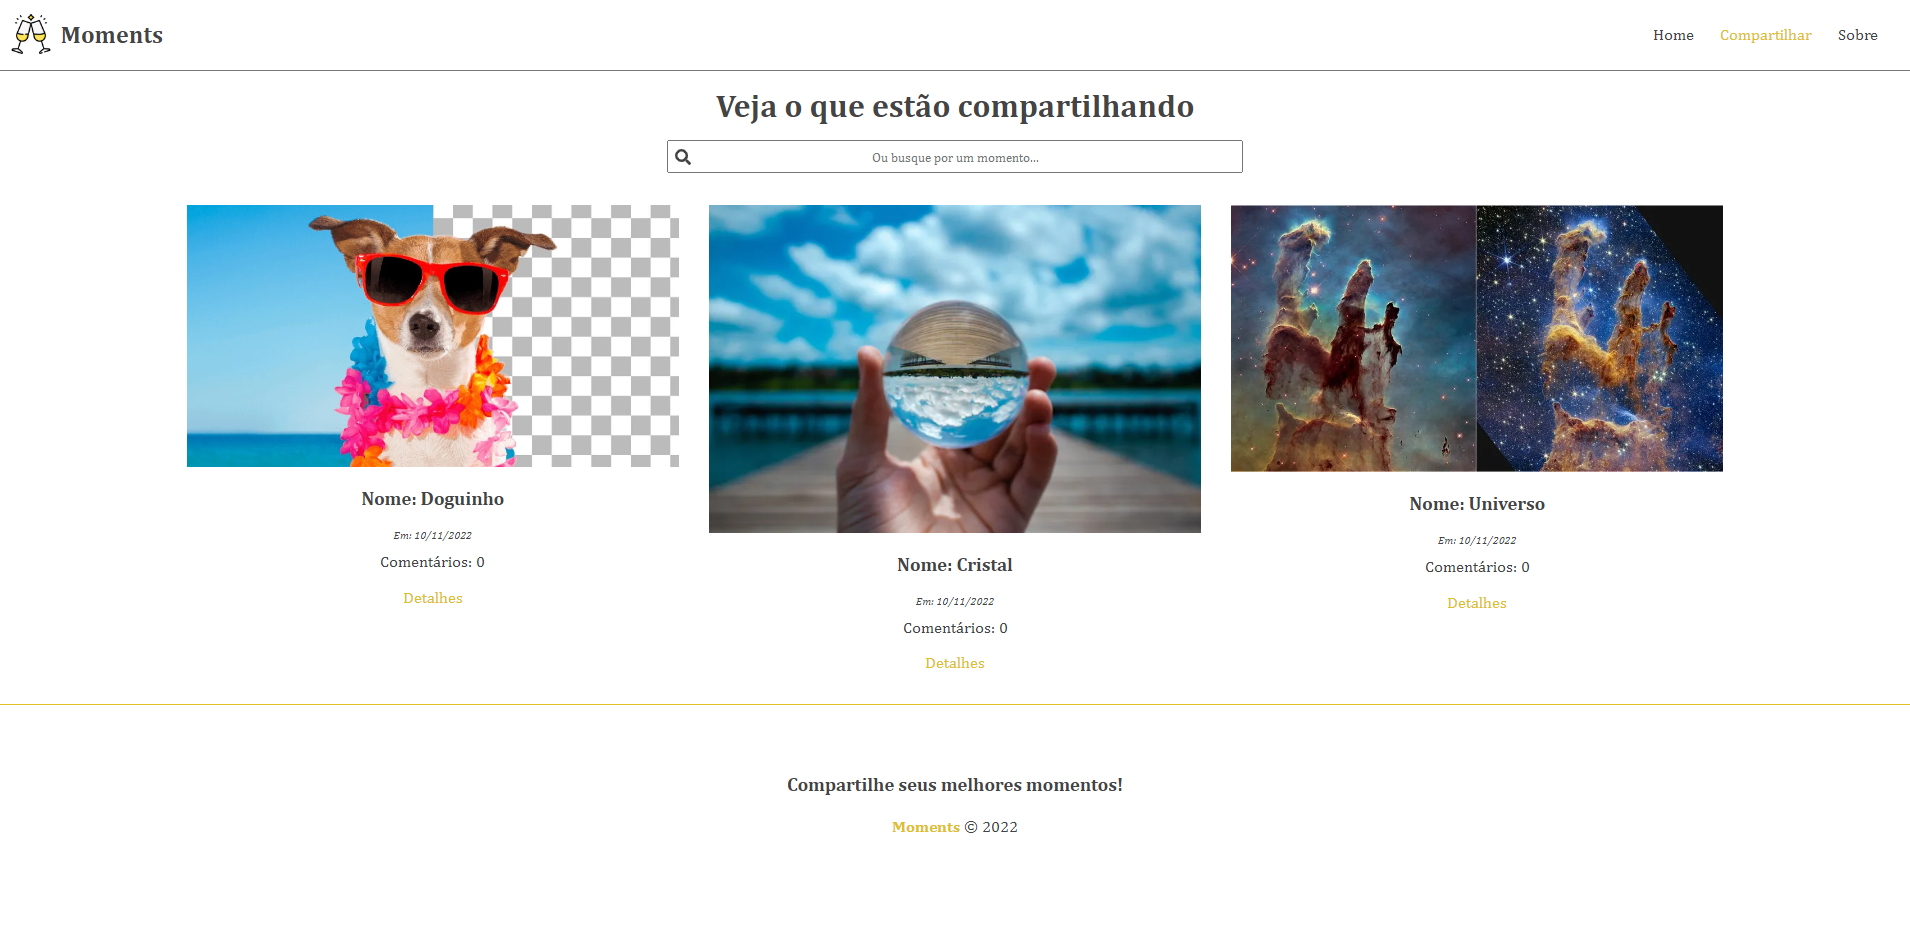 Moments
Home Compartilhar Sobre
Veja o que estão compartilhando
Ou busque por um momento...
Nome: Doguinho
Em: 10/11/2022
Comentários: 0
Detalhes
Nome: Cristal
Em: 10/11/2022
Comentários: 0
Detalhes
Nome: Universo
Em: 10/11/2022
Comentários: 0
Detalhes
Compartilhe seus melhores momentos!
Moments © 2022